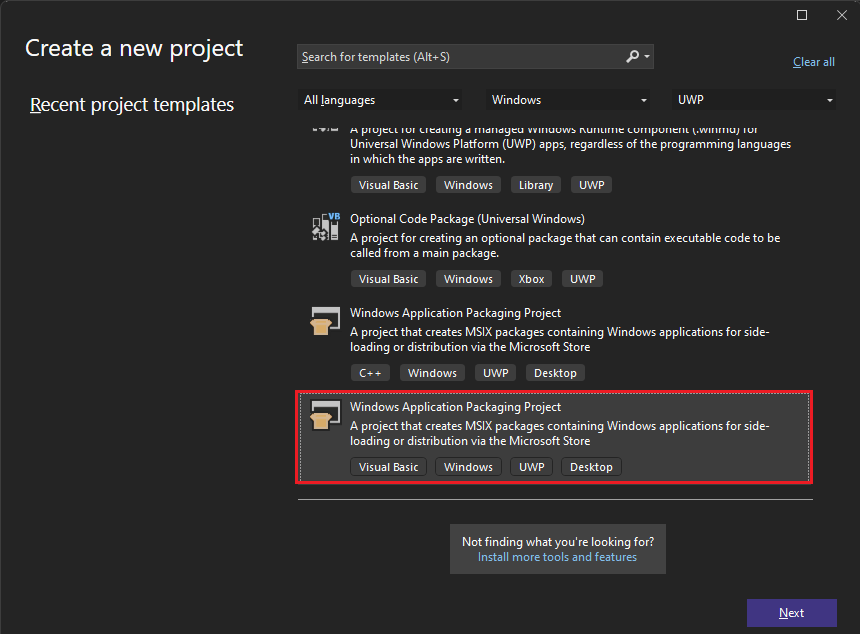 Create a new project
Search for templates (Alt+S)
Clear all
Recent project templates
All languages
Windows
UWP
A project for creating a managed Windows Runtime component (.winmd) for
Universal Windows Platform (UWP) apps, regardless of the programming languages
in which the apps are written.
Visual Basic Windows Library UWP
VB
Optional Code Package (Universal Windows)
A project for creating an optional package that can contain executable code to be
called from a main package.
Visual Basic Windows Xbox UWP
Windows Application Packaging Project
A project that creates MSIX packages containing Windows applications for side-
loading or distribution via the Microsoft Store
C++ Windows UWP Desktop
Windows Application Packaging Project
A project that creates MSIX packages containing Windows applications for side-
loading or distribution via the Microsoft Store
Visual Basic Windows UWP Desktop
Not finding what you're looking for?
Install more tools and features
Next